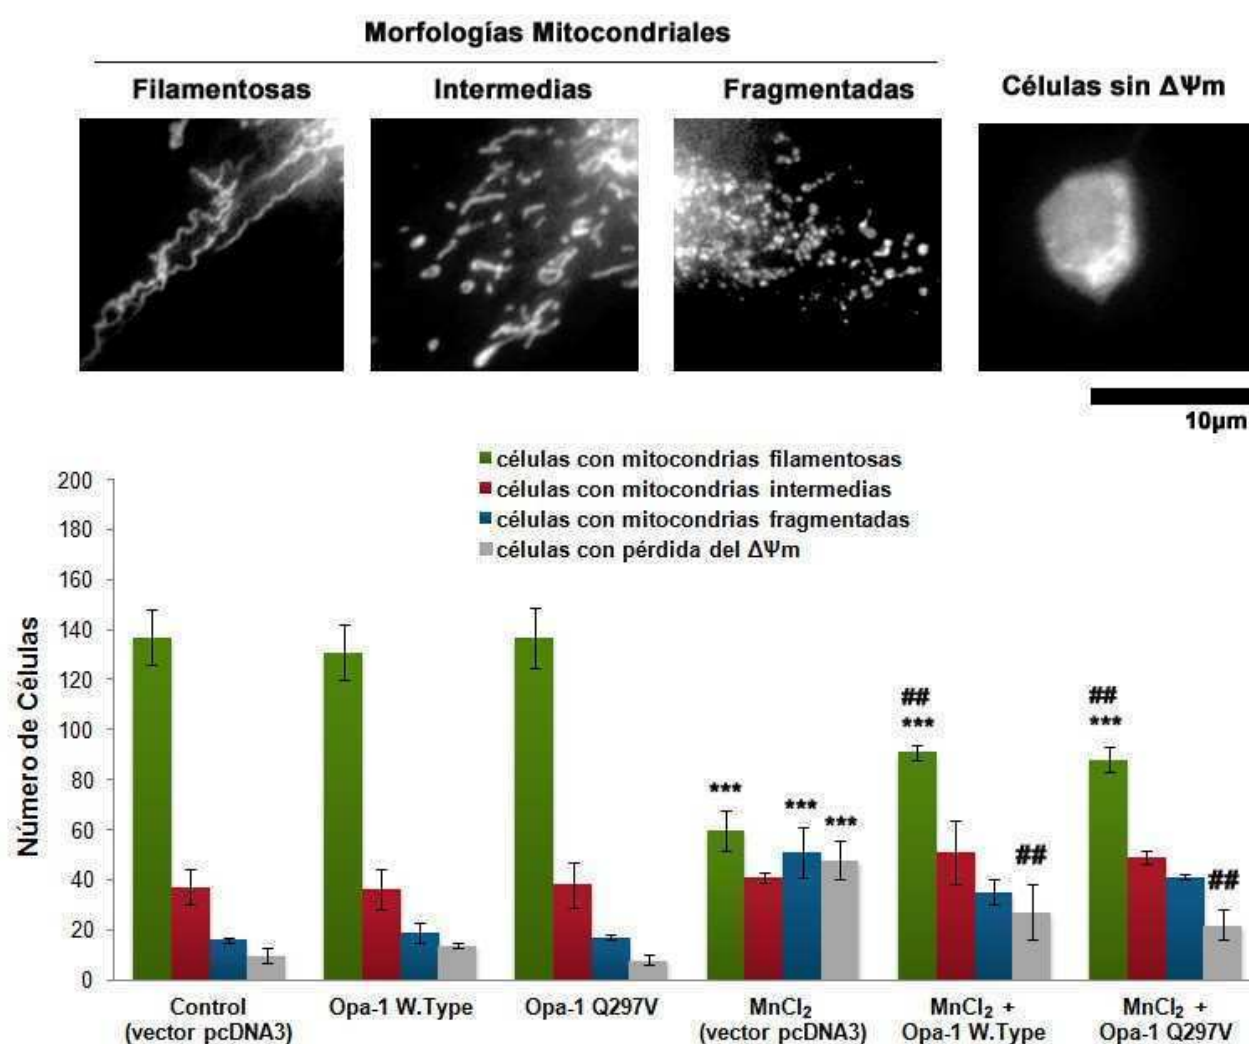 Morfologías Mitocondriales
Filamentosas Intermedias Fragmentadas Células sin ΔΨm
10µm
células con mitocondrias filamentosas
células con mitocondrias intermedias
células con mitocondrias fragmentadas
células con pérdida del ΔΨm
Número de Células
200
180
160
140
120
100
80
60
40
20
0
## ##
*** ***
*** *** *** ## ##
Control Opa-1 W.Type Opa-1 Q297V MnCl₂ MnCl₂ + MnCl₂ +
(vector pcDNA3) (vector pcDNA3) Opa-1 W.Type Opa-1 Q297V